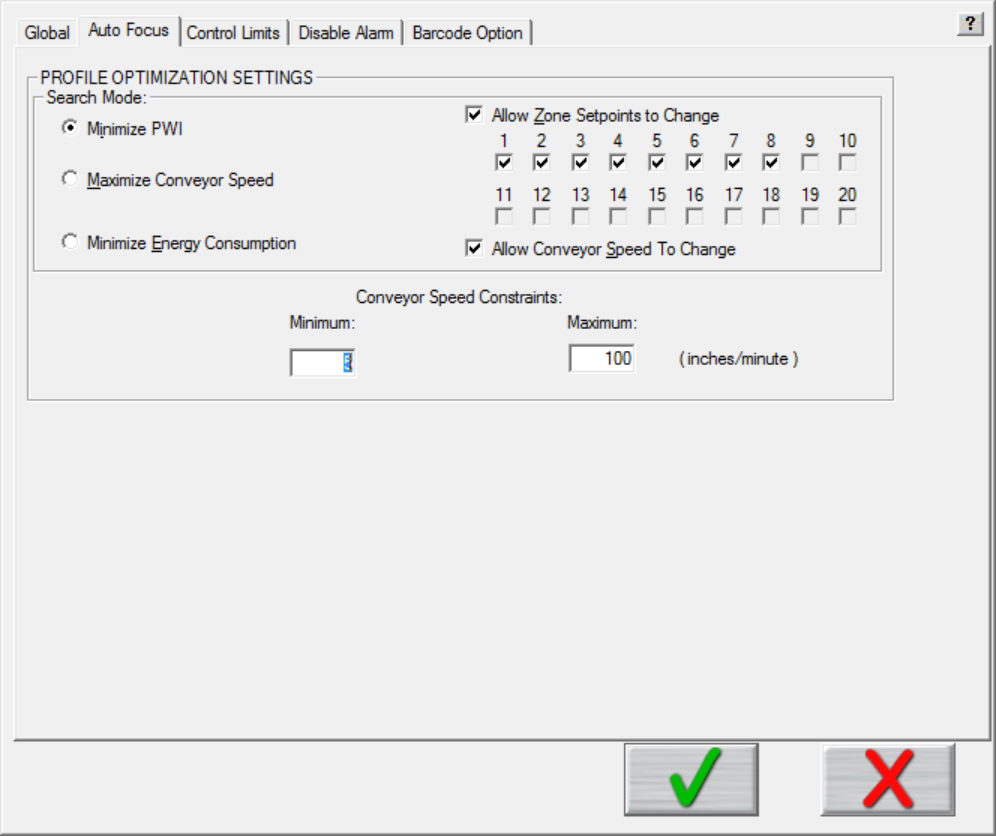 Global Auto Focus Control Limits Disable Alarm Barcode Option ?
PROFILE OPTIMIZATION SETTINGS
Search Mode:
Minimize PWI
Maximize Conveyor Speed
Minimize Energy Consumption
Allow Zone Setpoints to Change
1 2 3 4 5 6 7 8 9 10
11 12 13 14 15 16 17 18 19 20
Allow Conveyor Speed To Change
Conveyor Speed Constraints:
Minimum: Maximum:
100 ( inches/minute )